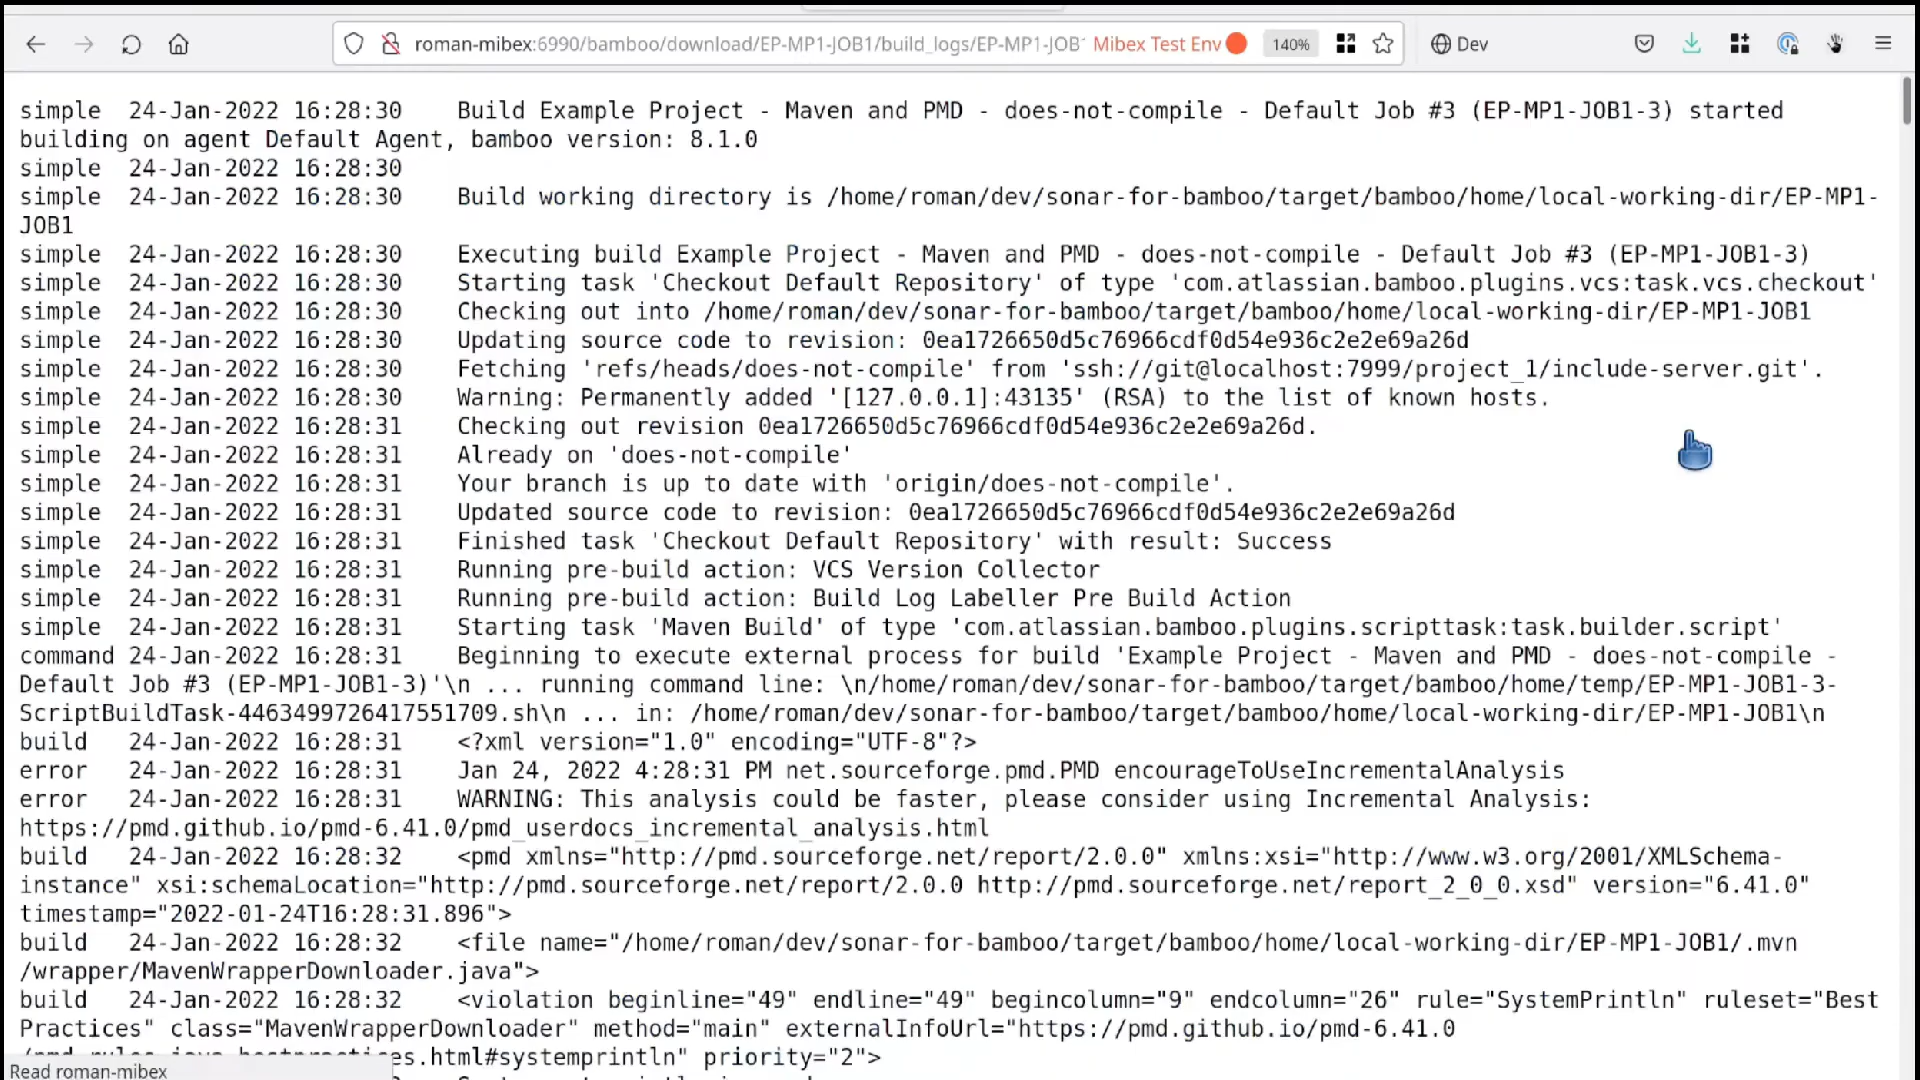 roman-mibex:6990/bamboo/download/EP-MP1-JOB1/build_logs/EP-MP1-JOB1 Mibex Test Env 140% Dev
simple 24-Jan-2022 16:28:30 Build Example Project - Maven and PMD - does-not-compile - Default Job #3 (EP-MP1-JOB1-3) started
building on agent Default Agent, bamboo version: 8.1.0
simple 24-Jan-2022 16:28:30
simple 24-Jan-2022 16:28:30 Build working directory is /home/roman/dev/sonar-for-bamboo/target/bamboo/home/local-working-dir/EP-MP1-
JOB1
simple 24-Jan-2022 16:28:30 Executing build Example Project - Maven and PMD - does-not-compile - Default Job #3 (EP-MP1-JOB1-3)
simple 24-Jan-2022 16:28:30 Starting task 'Checkout Default Repository' of type 'com.atlassian.bamboo.plugins.vcs:task.vcs.checkout'
simple 24-Jan-2022 16:28:30 Checking out into /home/roman/dev/sonar-for-bamboo/target/bamboo/home/local-working-dir/EP-MP1-JOB1
simple 24-Jan-2022 16:28:30 Updating source code to revision: 0ea1726650d5c76966cdf0d54e936c2e2e69a26d
simple 24-Jan-2022 16:28:30 Fetching 'refs/heads/does-not-compile' from 'ssh://git@localhost:7999/project_1/include-server.git'.
simple 24-Jan-2022 16:28:30 Warning: Permanently added '[127.0.0.1]:43135' (RSA) to the list of known hosts.
simple 24-Jan-2022 16:28:31 Checking out revision 0ea1726650d5c76966cdf0d54e936c2e2e69a26d.
simple 24-Jan-2022 16:28:31 Already on 'does-not-compile'
simple 24-Jan-2022 16:28:31 Your branch is up to date with 'origin/does-not-compile'.
simple 24-Jan-2022 16:28:31 Updated source code to revision: 0ea1726650d5c76966cdf0d54e936c2e2e69a26d
simple 24-Jan-2022 16:28:31 Finished task 'Checkout Default Repository' with result: Success
simple 24-Jan-2022 16:28:31 Running pre-build action: VCS Version Collector
simple 24-Jan-2022 16:28:31 Running pre-build action: Build Log Labeller Pre Build Action
simple 24-Jan-2022 16:28:31 Starting task 'Maven Build' of type 'com.atlassian.bamboo.plugins.scripttask:task.builder.script'
command 24-Jan-2022 16:28:31 Beginning to execute external process for build 'Example Project - Maven and PMD - does-not-compile -
Default Job #3 (EP-MP1-JOB1-3)'\n ... running command line: \n/home/roman/dev/sonar-for-bamboo/target/bamboo/home/temp/EP-MP1-JOB1-3-
ScriptBuildTask-4463499726417551709.sh\n ... in: /home/roman/dev/sonar-for-bamboo/target/bamboo/home/local-working-dir/EP-MP1-JOB1\n
build 24-Jan-2022 16:28:31 <?xml version="1.0" encoding="UTF-8"?>
error 24-Jan-2022 16:28:31 Jan 24, 2022 4:28:31 PM net.sourceforge.pmd.PMD encourageToUseIncrementalAnalysis
error 24-Jan-2022 16:28:31 WARNING: This analysis could be faster, please consider using Incremental Analysis:
https://pmd.github.io/pmd-6.41.0/pmd_userdocs_incremental_analysis.html
build 24-Jan-2022 16:28:32 <pmd xmlns="http://pmd.sourceforge.net/report/2.0.0" xmlns:xsi="http://www.w3.org/2001/XMLSchema-
instance" xsi:schemaLocation="http://pmd.sourceforge.net/report/2.0.0 http://pmd.sourceforge.net/report_2_0_0.xsd" version="6.41.0"
timestamp="2022-01-24T16:28:31.896">
build 24-Jan-2022 16:28:32 <file name="/home/roman/dev/sonar-for-bamboo/target/bamboo/home/local-working-dir/EP-MP1-JOB1/.mvn
/wrapper/MavenWrapperDownloader.java">
build 24-Jan-2022 16:28:32 <violation beginline="49" endline="49" begincolumn="9" endcolumn="26" rule="SystemPrintln" ruleset="Best
Practices" class="MavenWrapperDownloader" method="main" externalInfoUrl="https://pmd.github.io/pmd-6.41.0
es.html#systemprintln" priority="2">
Read roman-mibex